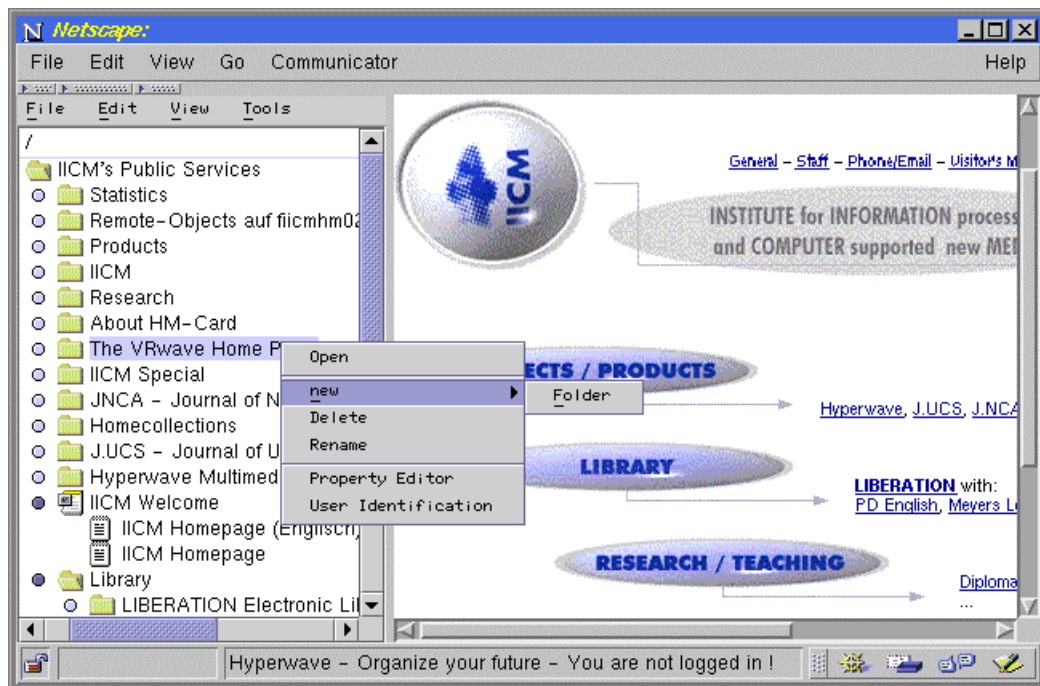 Netscape:
File Edit View Go Communicator Help
File Edit View Tools
/
IICM's Public Services
Statistics
Remote-Objects auf fiicmhm02
Products
IICM
Research
About HM-Card
The VRwave Home P
IICM Special
JNCA - Journal of N
Homecollections
J.UCS - Journal of U
Hyperwave Multimed
IICM Welcome
IICM Homepage (Englisch)
IICM Homepage
Library
LIBERATION Electronic Li
Open
new
Delete
Rename
Property Editor
User Identification
Folder
IICM
General - Staff - Phone/Email - Visitor's M
INSTITUTE for INFORMATION process
and COMPUTER supported new MED
ECTS / PRODUCTS
Hyperwave, J.UCS, J.NCA
LIBRARY
LIBERATION with:
PD English, Meyers L
RESEARCH / TEACHING
Diploma
...
Hyperwave - Organize your future - You are not logged in !